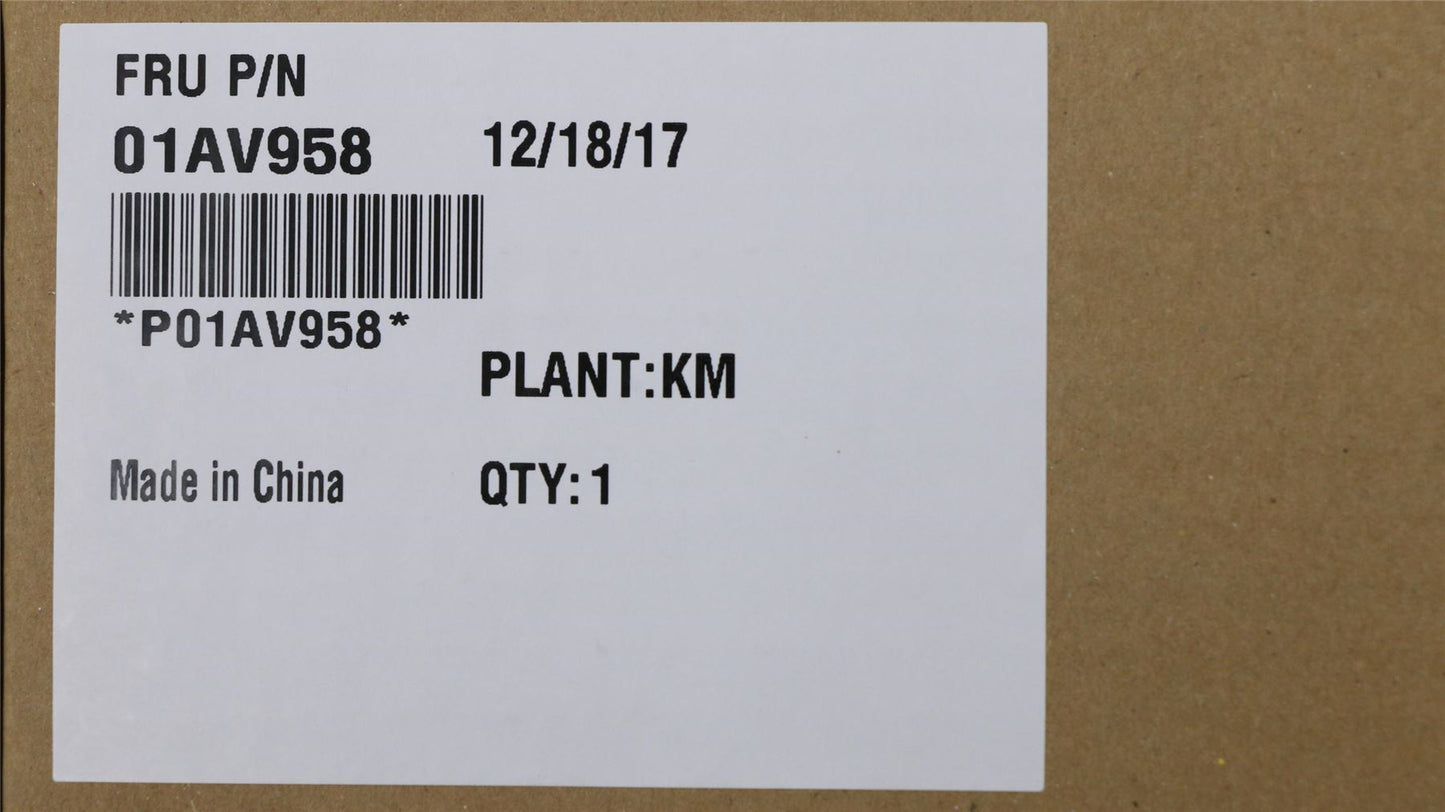 FRU P/N
01AV958 12/18/17
*P01AV958*
PLANT:KM
Made in China QTY: 1